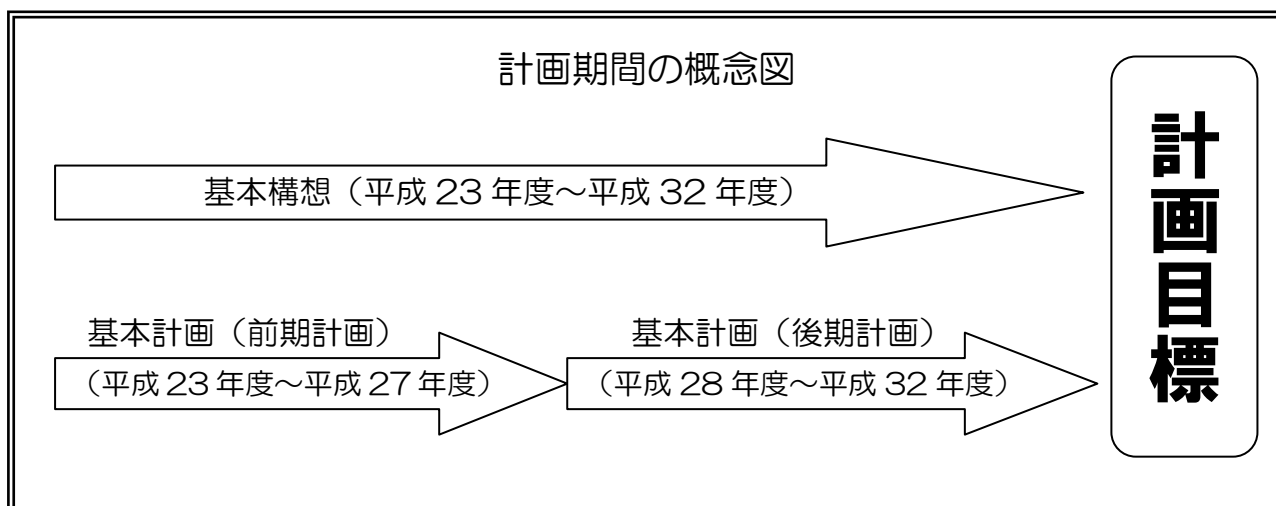 計画期間の概念図
基本構想（平成 23 年度～平成 32 年度）
基本計画（前期計画）
（平成 23 年度～平成 27 年度）
基本計画（後期計画）
（平成 28 年度～平成 32 年度）
計画目標